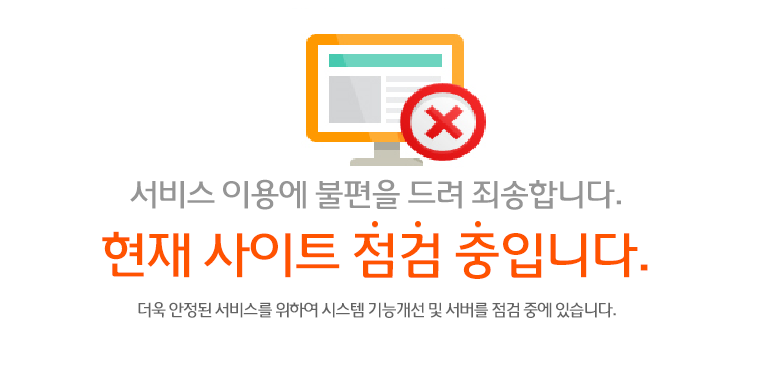 서비스 이용에 불편을 드려 죄송합니다.
현재 사이트 점검 중입니다.
더욱 안정된 서비스를 위하여 시스템 기능개선 및 서버를 점검 중에 있습니다.